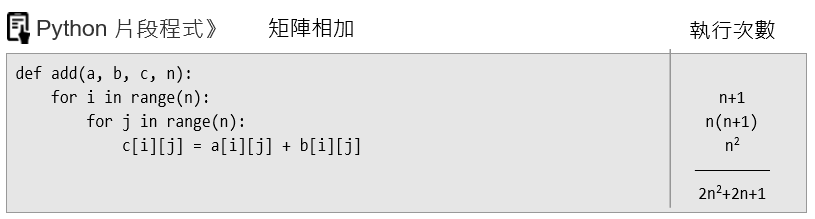 Python 片段程式》 矩陣相加 執行次數
def add(a, b, c, n):
    for i in range(n): n+1
        for j in range(n): n(n+1)
            c[i][j] = a[i][j] + b[i][j] n²
2n²+2n+1